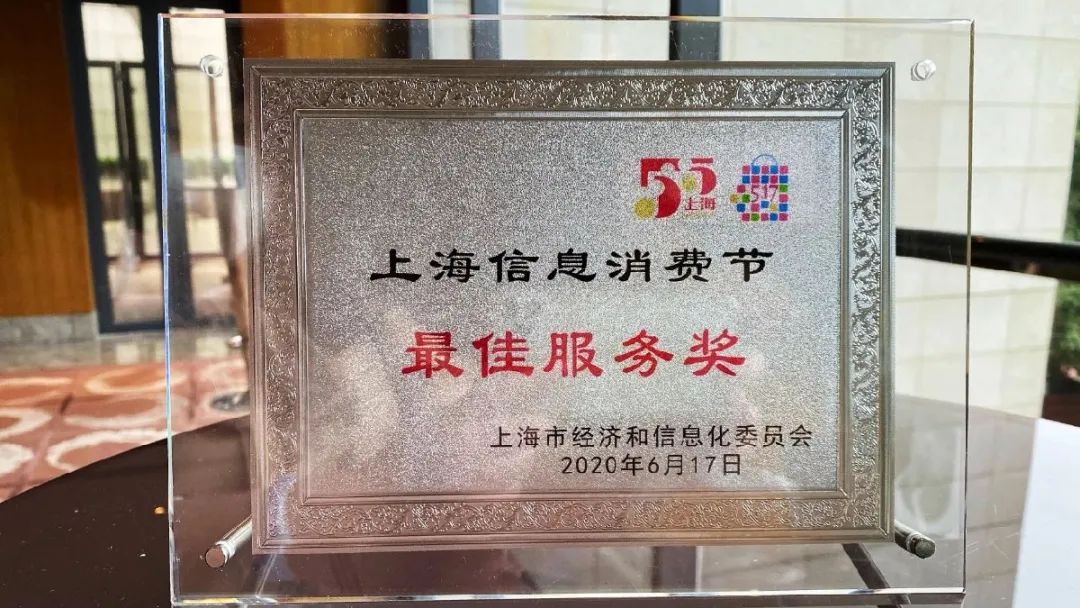 55
上海
517
上海信息消费节
最佳服务奖
上海市经济和信息化委员会
2020年6月17日